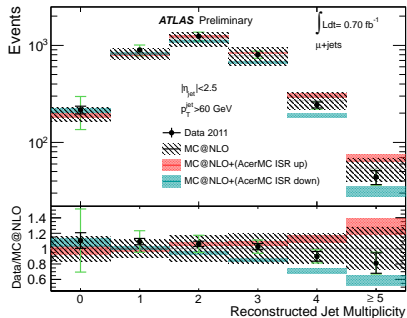 Events
ATLAS Preliminary
∫Ldt= 0.70 fb⁻¹
μ+jets
|η_jet|<2.5
p_T^jet>60 GeV
Data 2011
MC@NLO
MC@NLO+(AcerMC ISR up)
MC@NLO+(AcerMC ISR down)
10³
10²
Data/MC@NLO
1.4
1.2
1
0.8
0.6
0 1 2 3 4 ≥ 5
Reconstructed Jet Multiplicity